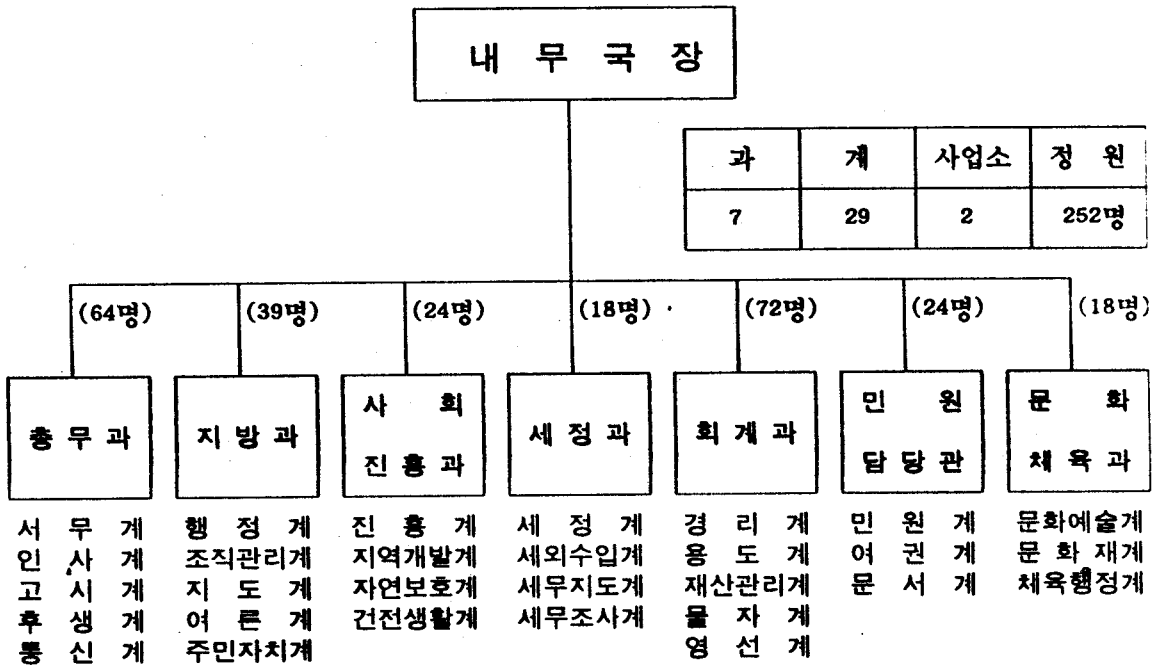 내 무 국 장
과 계 사업소 정 원
7 29 2 252명
(64명) (39명) (24명) (18명) (72명) (24명) (18명)
총 무 과
지 방 과
사 회
진 흥 과
세 정 과
회 계 과
민 원
담 당 관
문 화
체 육 과
서 무 계
인 사 계
고 시 계
후 생 계
통 신 계
행 정 계
조직관리계
지 도 계
여 론 계
주민자치계
진 흥 계
지역개발계
자연보호계
건전생활계
세 정 계
세외수입계
세무지도계
세무조사계
경 리 계
용 도 계
재산관리계
물 자 계
영 선 계
민 원 계
여 권 계
문 서 계
문화예술계
문 화 재계
체육행정계